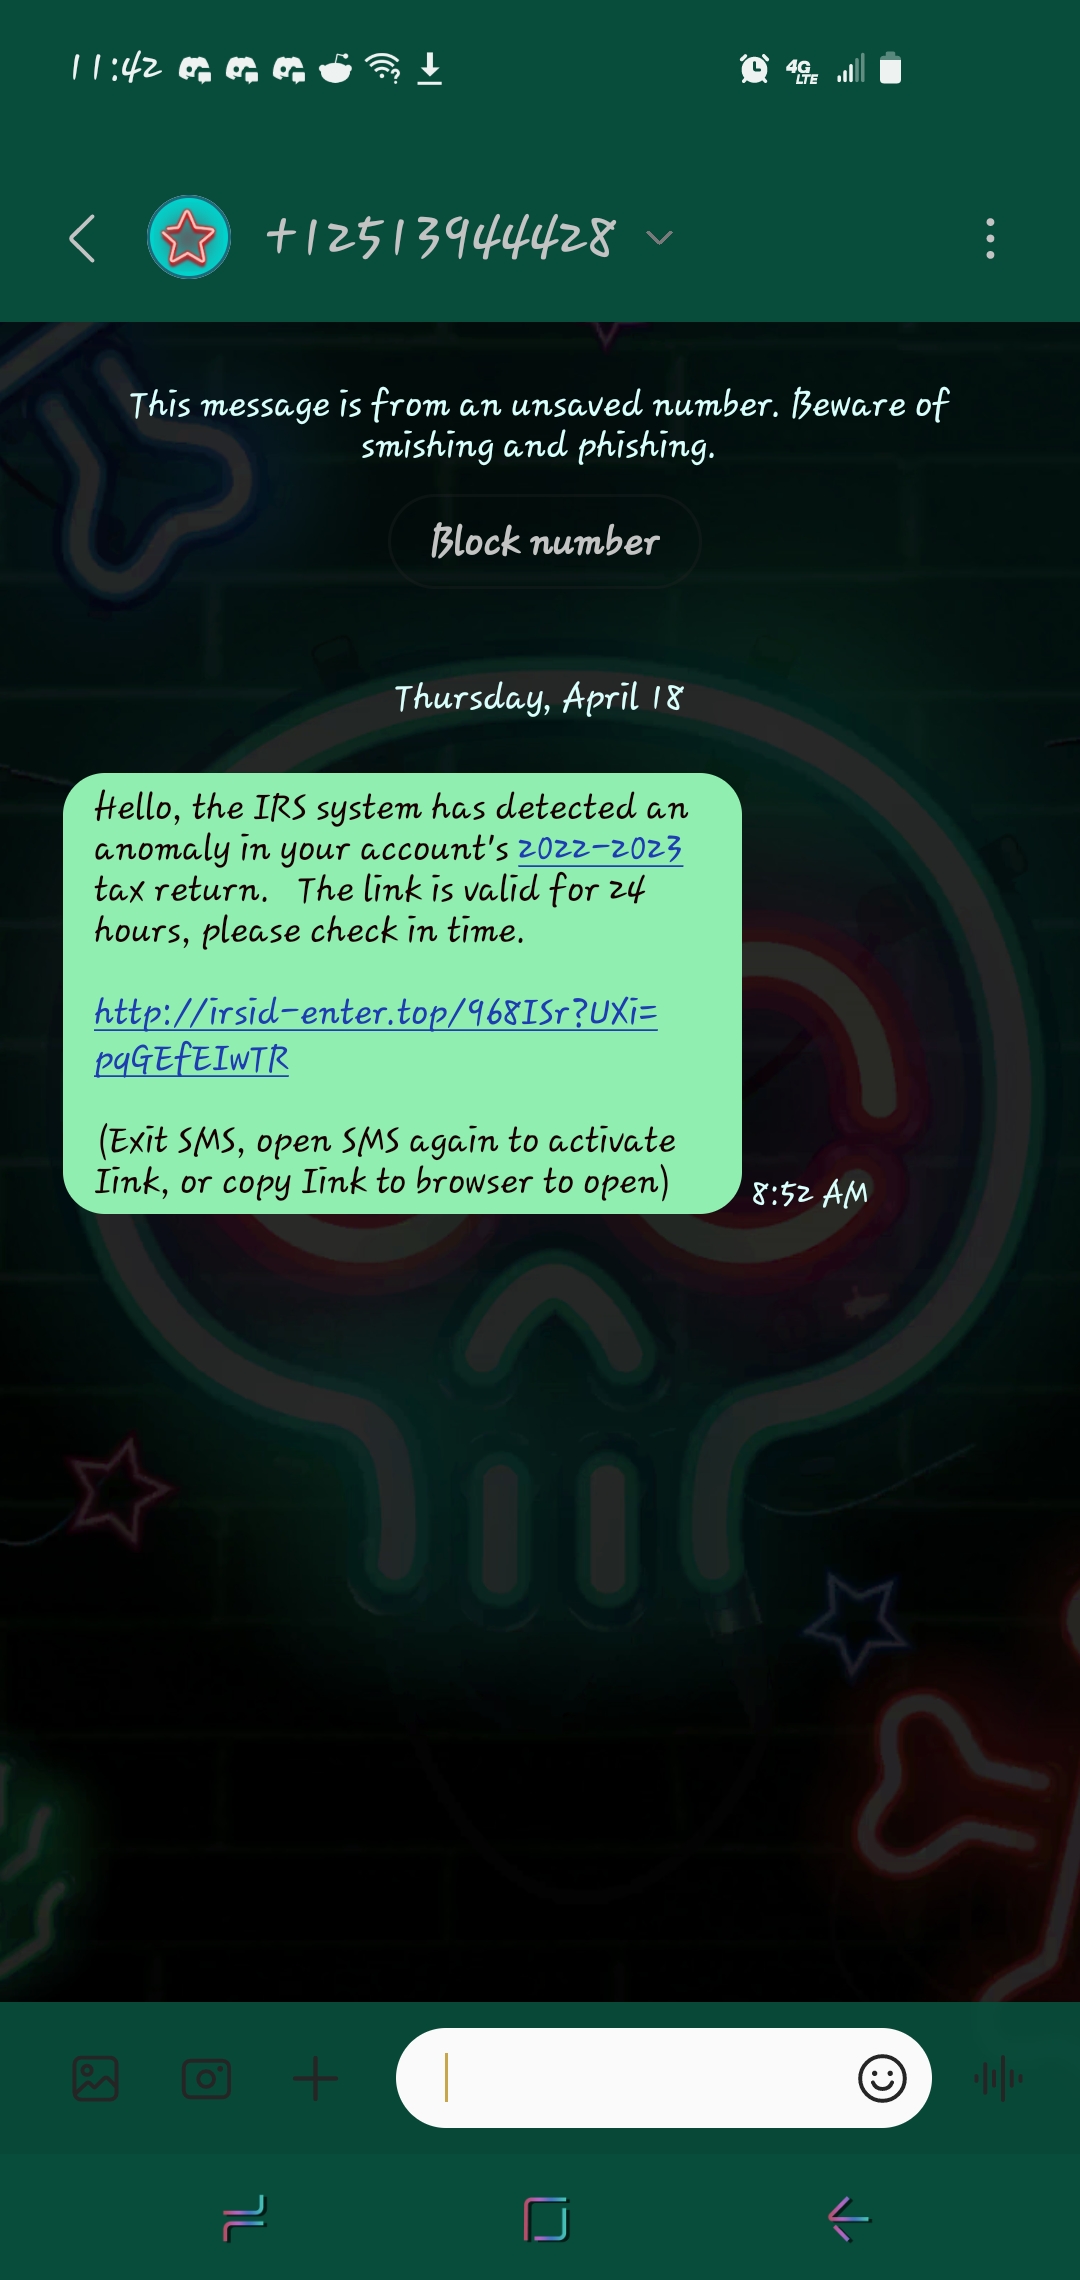 11:42
4G LTE
+12513944428
This message is from an unsaved number. Beware of
smishing and phishing.
Block number
Thursday, April 18
Hello, the IRS system has detected an
anomaly in your account's 2022-2023
tax return.   The link is valid for 24
hours, please check in time.
http://irsid-enter.top/968ISr?UXi=
pqGEfEIwTR
(Exit SMS, open SMS again to activate
Iink, or copy Iink to browser to open)
8:52 AM